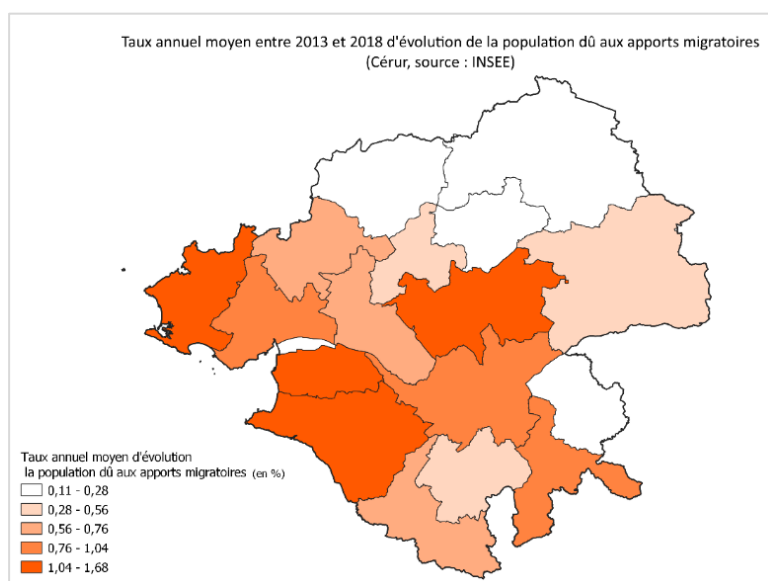 Taux annuel moyen entre 2013 et 2018 d'évolution de la population dû aux apports migratoires
(Cérur, source : INSEE)
Taux annuel moyen d'évolution
la population dû aux apports migratoires (en %)
0,11 - 0,28
0,28 - 0,56
0,56 - 0,76
0,76 - 1,04
1,04 - 1,68